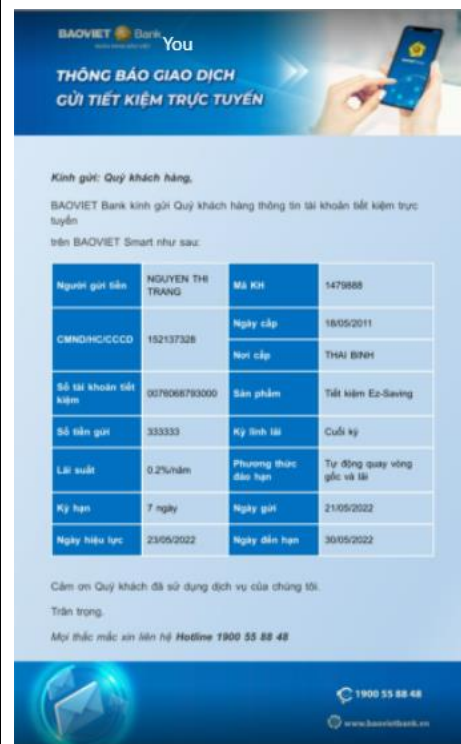 BAOVIET Bank
You
THÔNG BÁO GIAO DỊCH
GỬI TIẾT KIỆM TRỰC TUYẾN
Kính gửi: Quý khách hàng,
BAOVIET Bank kính gửi Quý khách hàng thông tin tài khoản tiết kiệm trực
tuyến
trên BAOVIET Smart như sau:
Người gửi tiền
NGUYEN THI
TRANG
Mã KH
1479888
CMND/HC/CCCD
152137328
Ngày cấp
18/05/2011
Nơi cấp
THAI BINH
Số tài khoản tiết
kiệm
0076068793000
Sản phẩm
Tiết kiệm Ez-Saving
Số tiền gửi
333333
Kỳ lĩnh lãi
Cuối kỳ
Lãi suất
0.2%/năm
Phương thức
đáo hạn
Tự động quay vòng
gốc và lãi
Kỳ hạn
7 ngày
Ngày gửi
21/05/2022
Ngày hiệu lực
23/05/2022
Ngày đến hạn
30/05/2022
Cảm ơn Quý khách đã sử dụng dịch vụ của chúng tôi.
Trân trọng.
Mọi thắc mắc xin liên hệ Hotline 1900 55 88 48
1900 55 88 48
www.baovietbank.vn